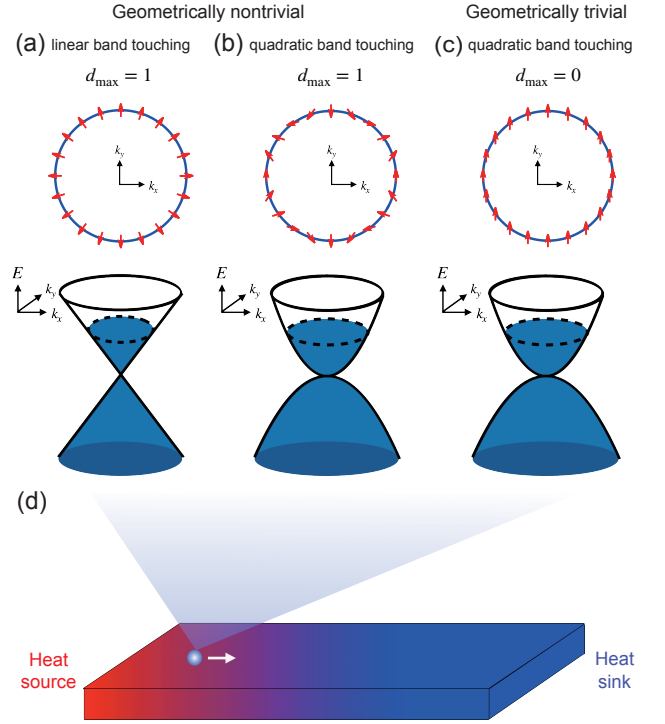 Geometrically nontrivial
Geometrically trivial
(a) linear band touching
(b) quadratic band touching
(c) quadratic band touching
d_max = 1
d_max = 1
d_max = 0
k_y
k_x
k_y
k_x
k_y
k_x
E
k_y
k_x
E
k_y
k_x
E
k_y
k_x
(d)
Heat
source
Heat
sink